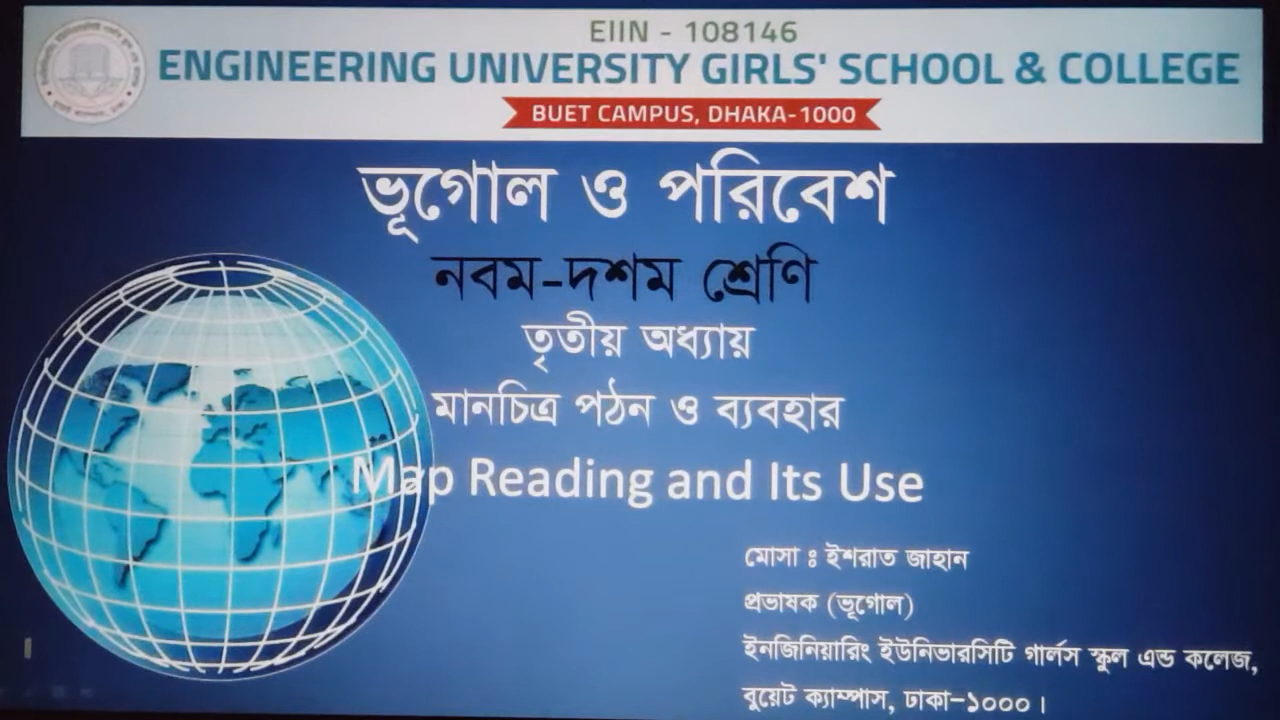 EIIN - 108146
ENGINEERING UNIVERSITY GIRLS' SCHOOL & COLLEGE
BUET CAMPUS, DHAKA-1000
ভূগোল ও পরিবেশ
নবম-দশম শ্রেণি
তৃতীয় অধ্যায়
মানচিত্র পঠন ও ব্যবহার
Map Reading and Its Use
মোসা ঃ ইশরাত জাহান
প্রভাষক (ভূগোল)
ইনজিনিয়ারিং ইউনিভারসিটি গার্লস স্কুল এন্ড কলেজ,
বুয়েট ক্যাম্পাস, ঢাকা-১০০০ ।